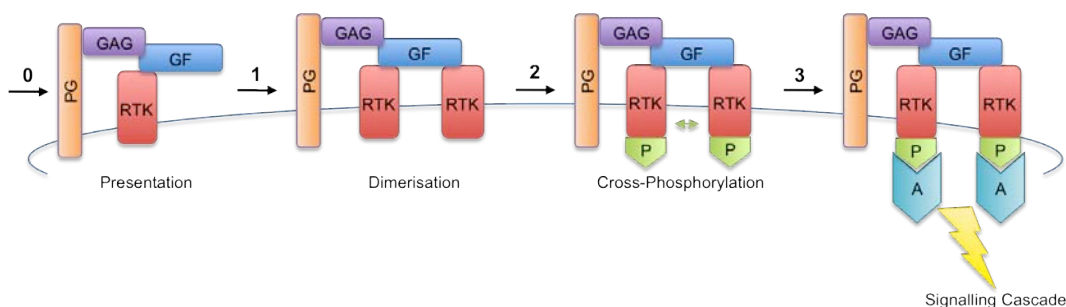 0
PG
GAG
GF
RTK
Presentation
1
PG
GAG
GF
RTK
RTK
Dimerisation
2
PG
GAG
GF
RTK
RTK
P
P
Cross-Phosphorylation
3
PG
GAG
GF
RTK
RTK
P
P
A
A
Signalling Cascade